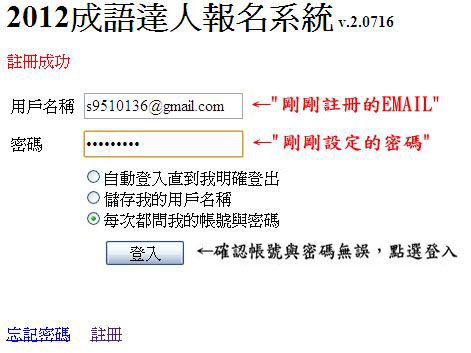 2012成語達人報名系統 v.2.0716
註冊成功
用戶名稱 s9510136@gmail.com ←"剛剛註冊的EMAIL"
密碼 ••••••••• ←"剛剛設定的密碼"
自動登入直到我明確登出
儲存我的用戶名稱
每次都問我的帳號與密碼
登入 ←確認帳號與密碼無誤，點選登入
忘記密碼 註冊